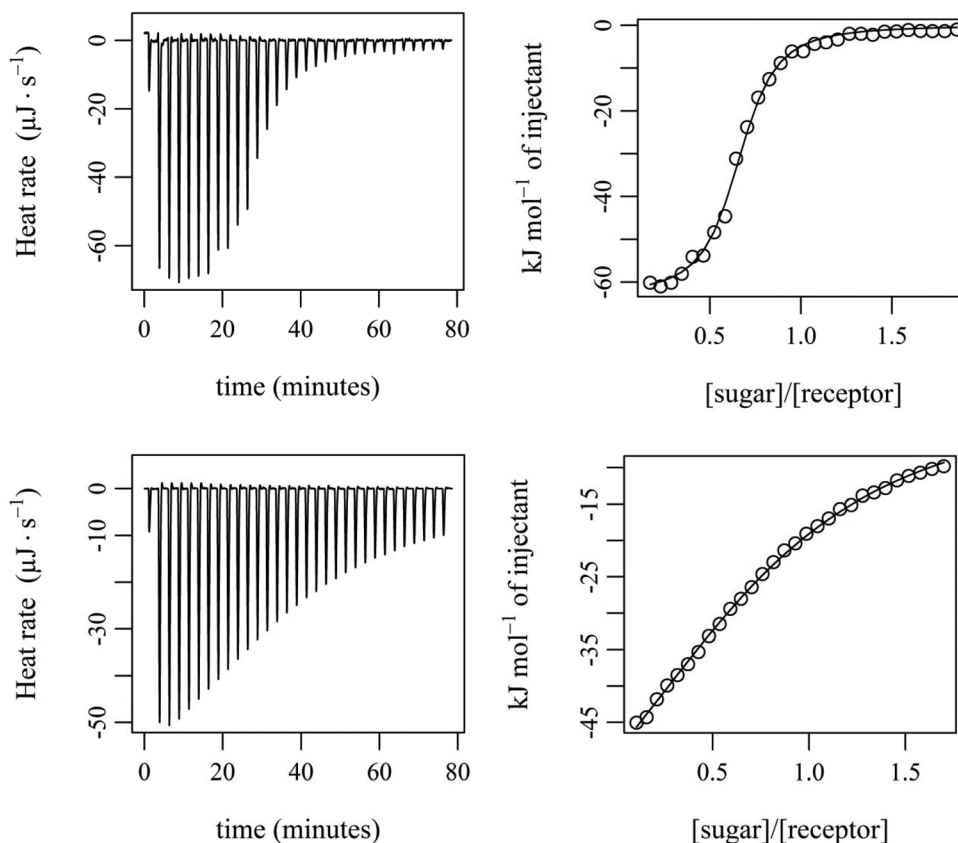 Heat rate (μJ · s⁻¹)
0
-20
-40
-60
0 20 40 60 80
time (minutes)
kJ mol⁻¹ of injectant
0
-20
-40
-60
0.5 1.0 1.5
[sugar]/[receptor]
Heat rate (μJ · s⁻¹)
0
-10
-30
-50
0 20 40 60 80
time (minutes)
kJ mol⁻¹ of injectant
-15
-25
-35
-45
0.5 1.0 1.5
[sugar]/[receptor]